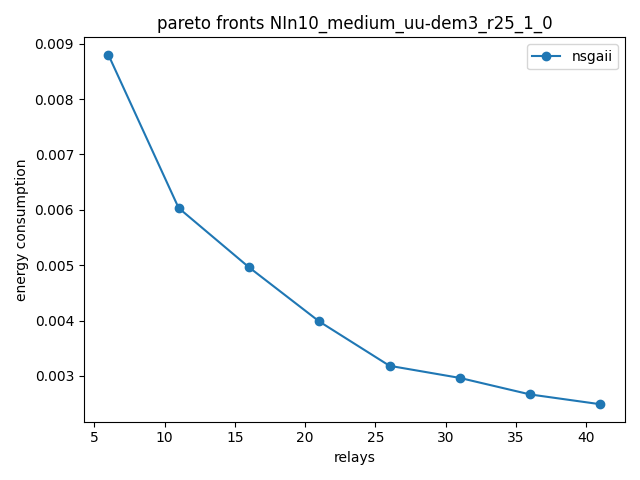 pareto fronts NIn10_medium_uu-dem3_r25_1_0
nsgaii
energy consumption
0.009
0.008
0.007
0.006
0.005
0.004
0.003
5 10 15 20 25 30 35 40
relays